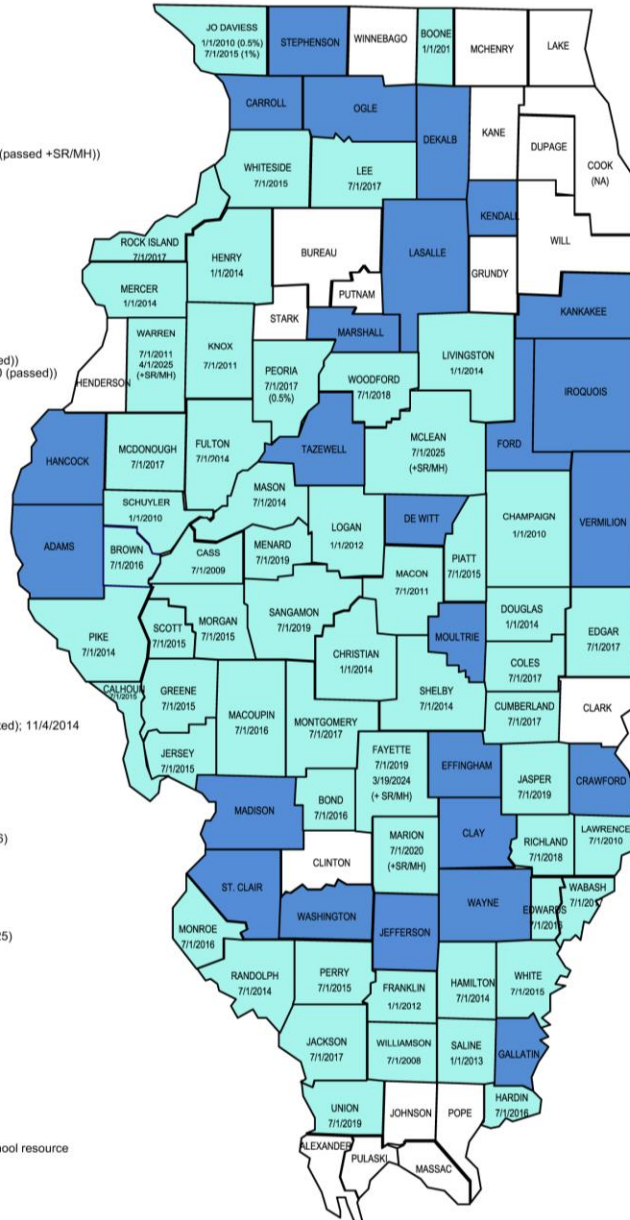 JO DAVIESS
1/1/2010 (0.5%)
7/1/2015 (1%)
STEPHENSON
WINNEBAGO
BOONE
1/1/201
MCHENRY
LAKE
CARROLL
OGLE
DEKALB
KANE
DUPAGE
COOK
(NA)
(passed +SR/MH))
WHITESIDE
7/1/2015
LEE
7/1/2017
KENDALL
WILL
ROCK ISLAND
7/1/2017
HENRY
1/1/2014
BUREAU
LASALLE
GRUNDY
MERCER
1/1/2014
PUTNAM
KANKAKEE
STARK
MARSHALL
WARREN
7/1/2011
4/1/2025
(+SR/MH)
KNOX
7/1/2011
PEORIA
7/1/2017
(0.5%)
LIVINGSTON
1/1/2014
ed))
(passed))
HENDERSON
WOODFORD
7/1/2018
IROQUOIS
HANCOCK
MCDONOUGH
7/1/2017
FULTON
7/1/2014
TAZEWELL
MCLEAN
7/1/2025
(+SR/MH)
FORD
MASON
7/1/2014
SCHUYLER
1/1/2010
LOGAN
1/1/2012
DE WITT
CHAMPAIGN
1/1/2010
VERMILION
ADAMS
BROWN
7/1/2016
CASS
7/1/2009
MENARD
7/1/2019
PIATT
7/1/2015
MACON
7/1/2011
PIKE
7/1/2014
SCOTT
7/1/2015
MORGAN
7/1/2015
SANGAMON
7/1/2019
DOUGLAS
1/1/2014
EDGAR
7/1/2017
CHRISTIAN
1/1/2014
MOULTRIE
COLES
7/1/2017
CALHOUN
7/1/2015
GREENE
7/1/2015
MACOUPIN
7/1/2016
MONTGOMERY
7/1/2017
SHELBY
7/1/2014
CUMBERLAND
7/1/2017
CLARK
ted); 11/4/2014
JERSEY
7/1/2015
FAYETTE
7/1/2019
3/19/2024
(+ SR/MH)
EFFINGHAM
JASPER
7/1/2019
CRAWFORD
MADISON
BOND
7/1/2016
MARION
7/1/2020
(+SR/MH)
CLAY
RICHLAND
7/1/2018
LAWRENCE
7/1/2010
6)
CLINTON
ST. CLAIR
WASHINGTON
JEFFERSON
WAYNE
EDWARDS
WABASH
25)
MONROE
7/1/2016
RANDOLPH
7/1/2014
PERRY
7/1/2015
FRANKLIN
1/1/2012
HAMILTON
7/1/2014
WHITE
7/1/2015
JACKSON
7/1/2017
WILLIAMSON
7/1/2008
SALINE
1/1/2013
GALLATIN
UNION
7/1/2019
JOHNSON
POPE
HARDIN
7/1/2016
ool resource
ALEXANDER
PULASKI
MASSAC